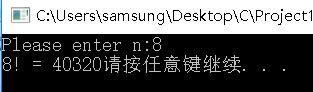 C:\Users\samsung\Desktop\C\Project1
Please enter n:8
8! = 40320请按任意键继续. . .